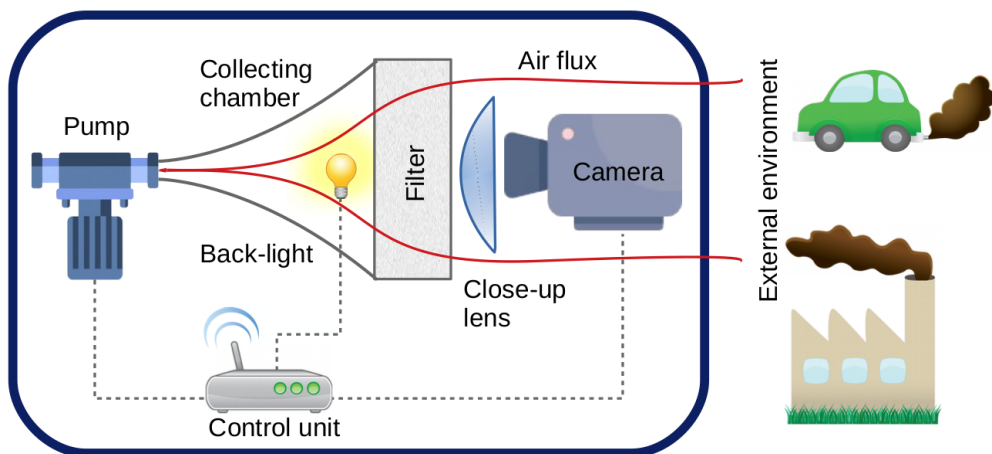 Collecting
chamber
Air flux
Pump
Filter
Camera
External environment
Back-light
Close-up
lens
Control unit